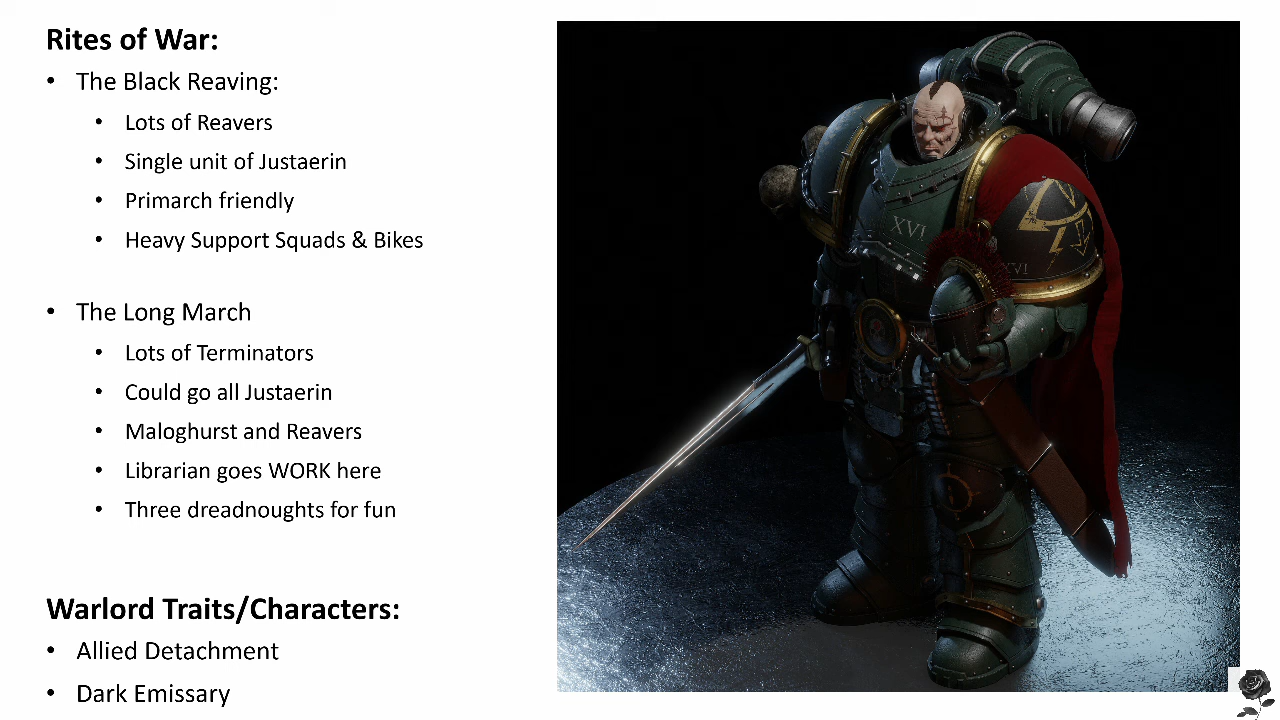 Rites of War:
• The Black Reaving:
• Lots of Reavers
• Single unit of Justaerin
• Primarch friendly
• Heavy Support Squads & Bikes
• The Long March
• Lots of Terminators
• Could go all Justaerin
• Maloghurst and Reavers
• Librarian goes WORK here
• Three dreadnoughts for fun
Warlord Traits/Characters:
• Allied Detachment
• Dark Emissary
XVI
XVI